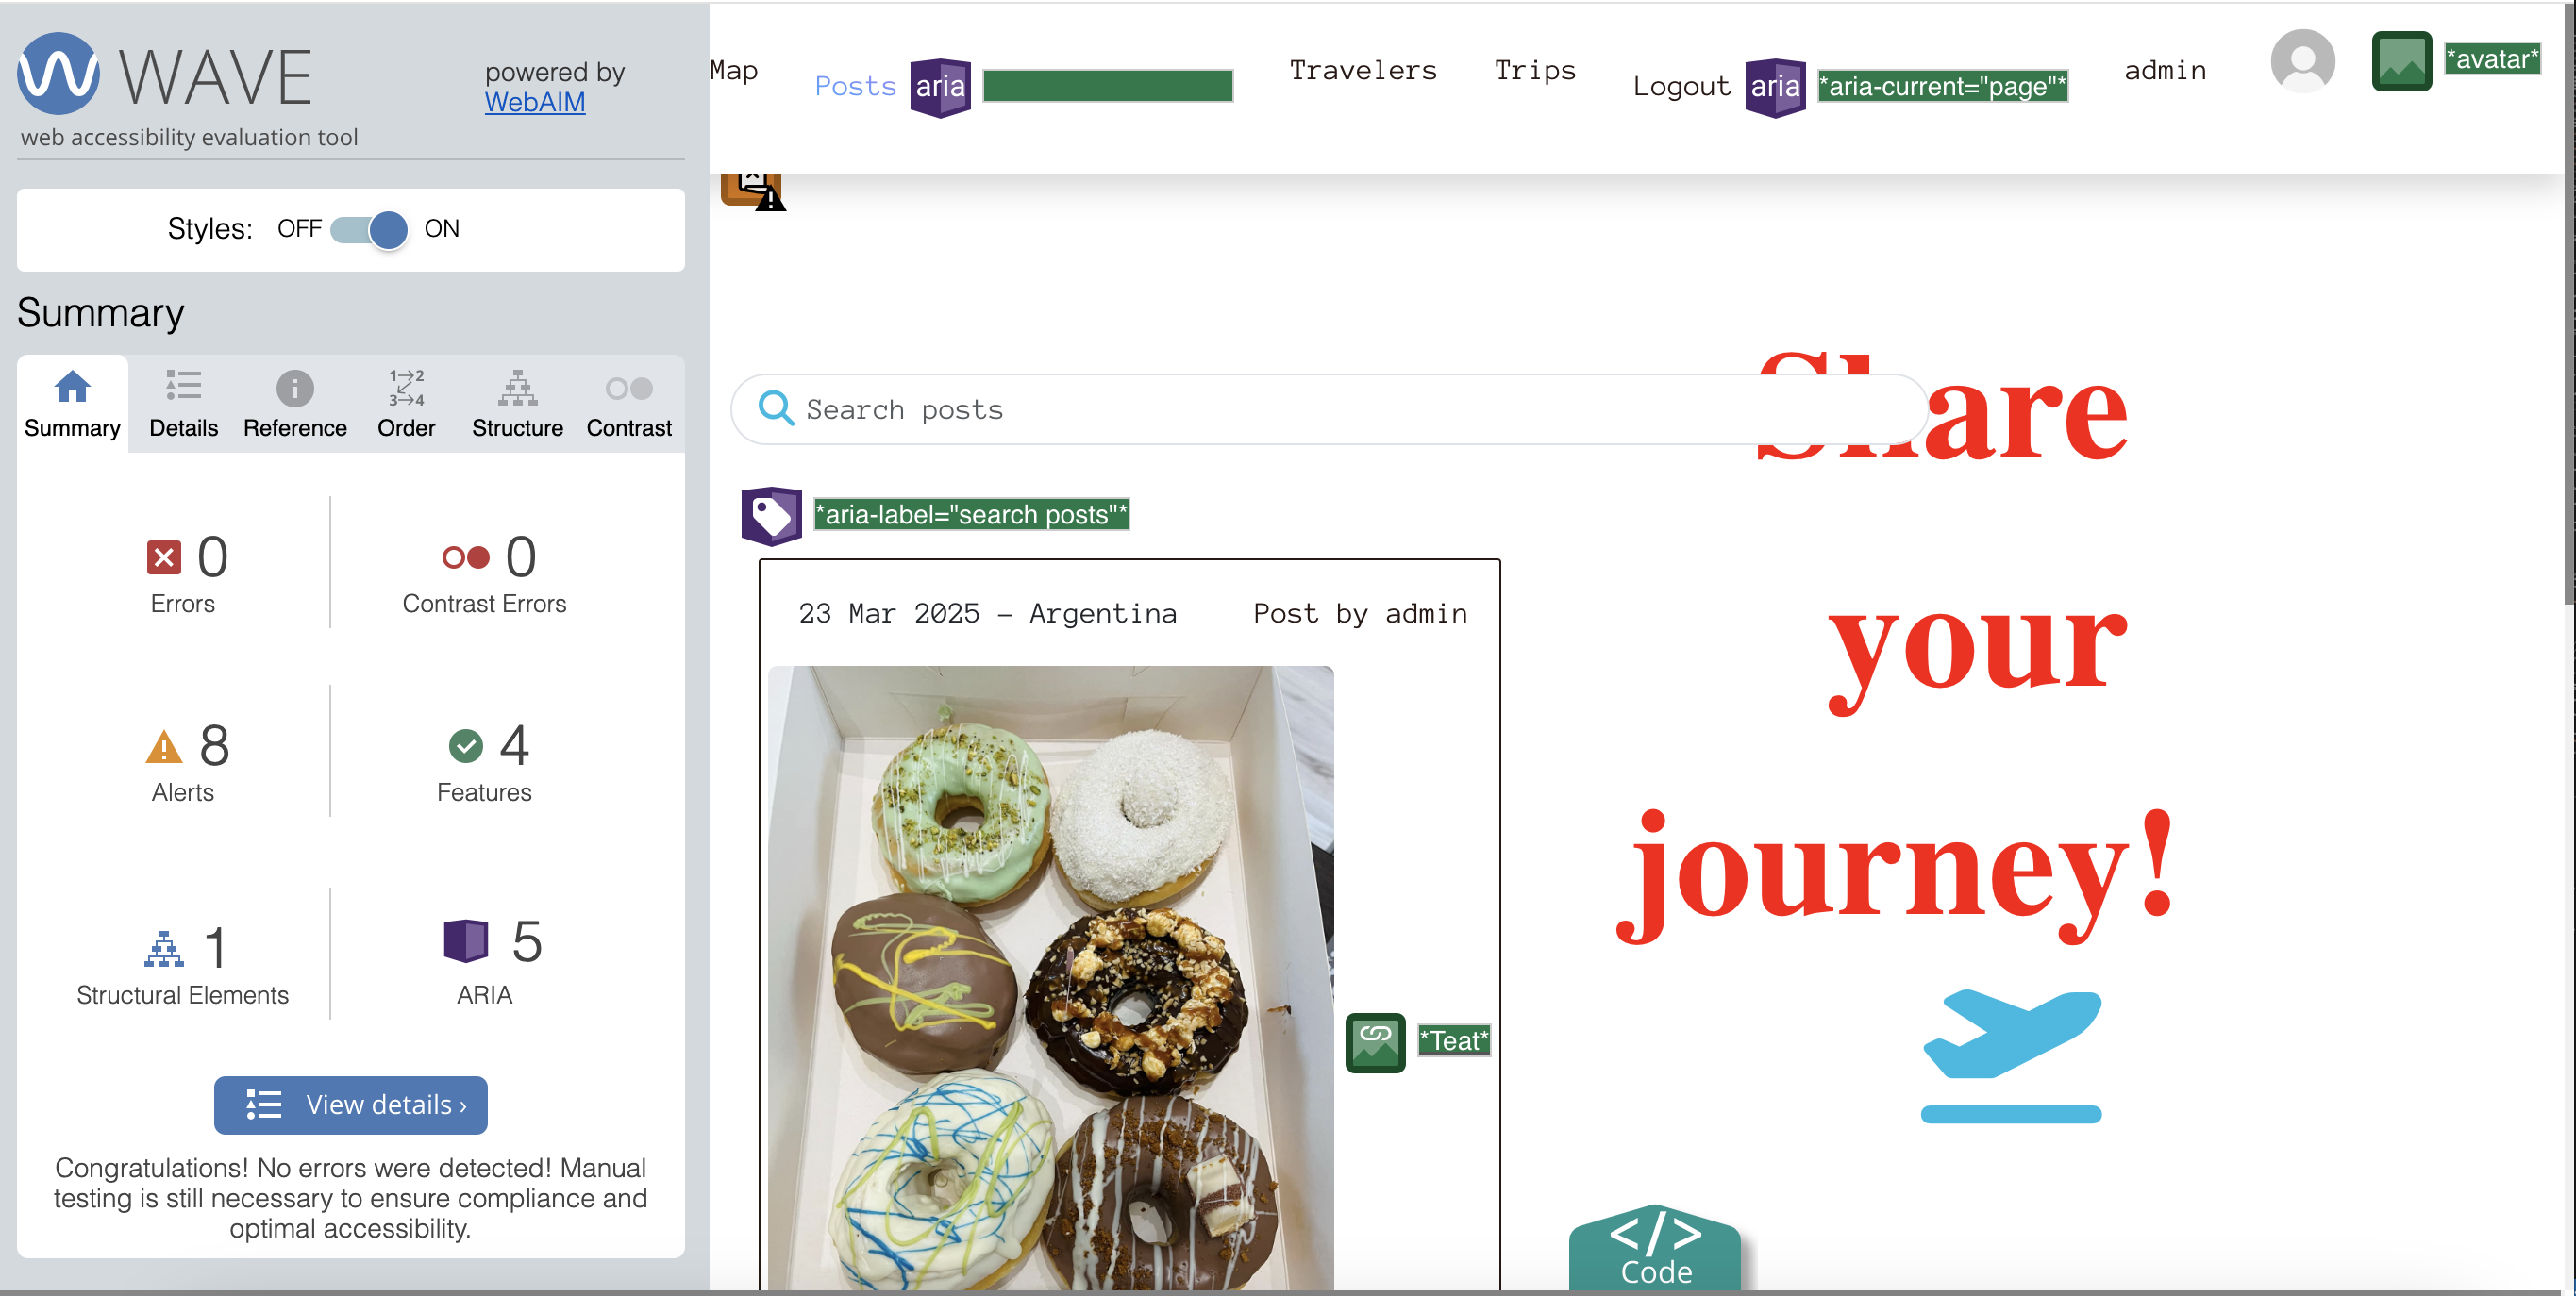 WAVE
powered by
WebAIM
web accessibility evaluation tool
Styles: OFF ON
Summary
Summary Details Reference Order Structure Contrast
1 2
3 4
0 0
Errors Contrast Errors
8 4
Alerts Features
1 5
Structural Elements ARIA
View details ›
Congratulations! No errors were detected! Manual
testing is still necessary to ensure compliance and
optimal accessibility.
Map Posts aria Travelers Trips Logout aria *aria-current="page"* admin *avatar*
Search posts
*aria-label="search posts"*
23 Mar 2025 – Argentina Post by admin
*Teat*
Share
your
journey!
</>
Code